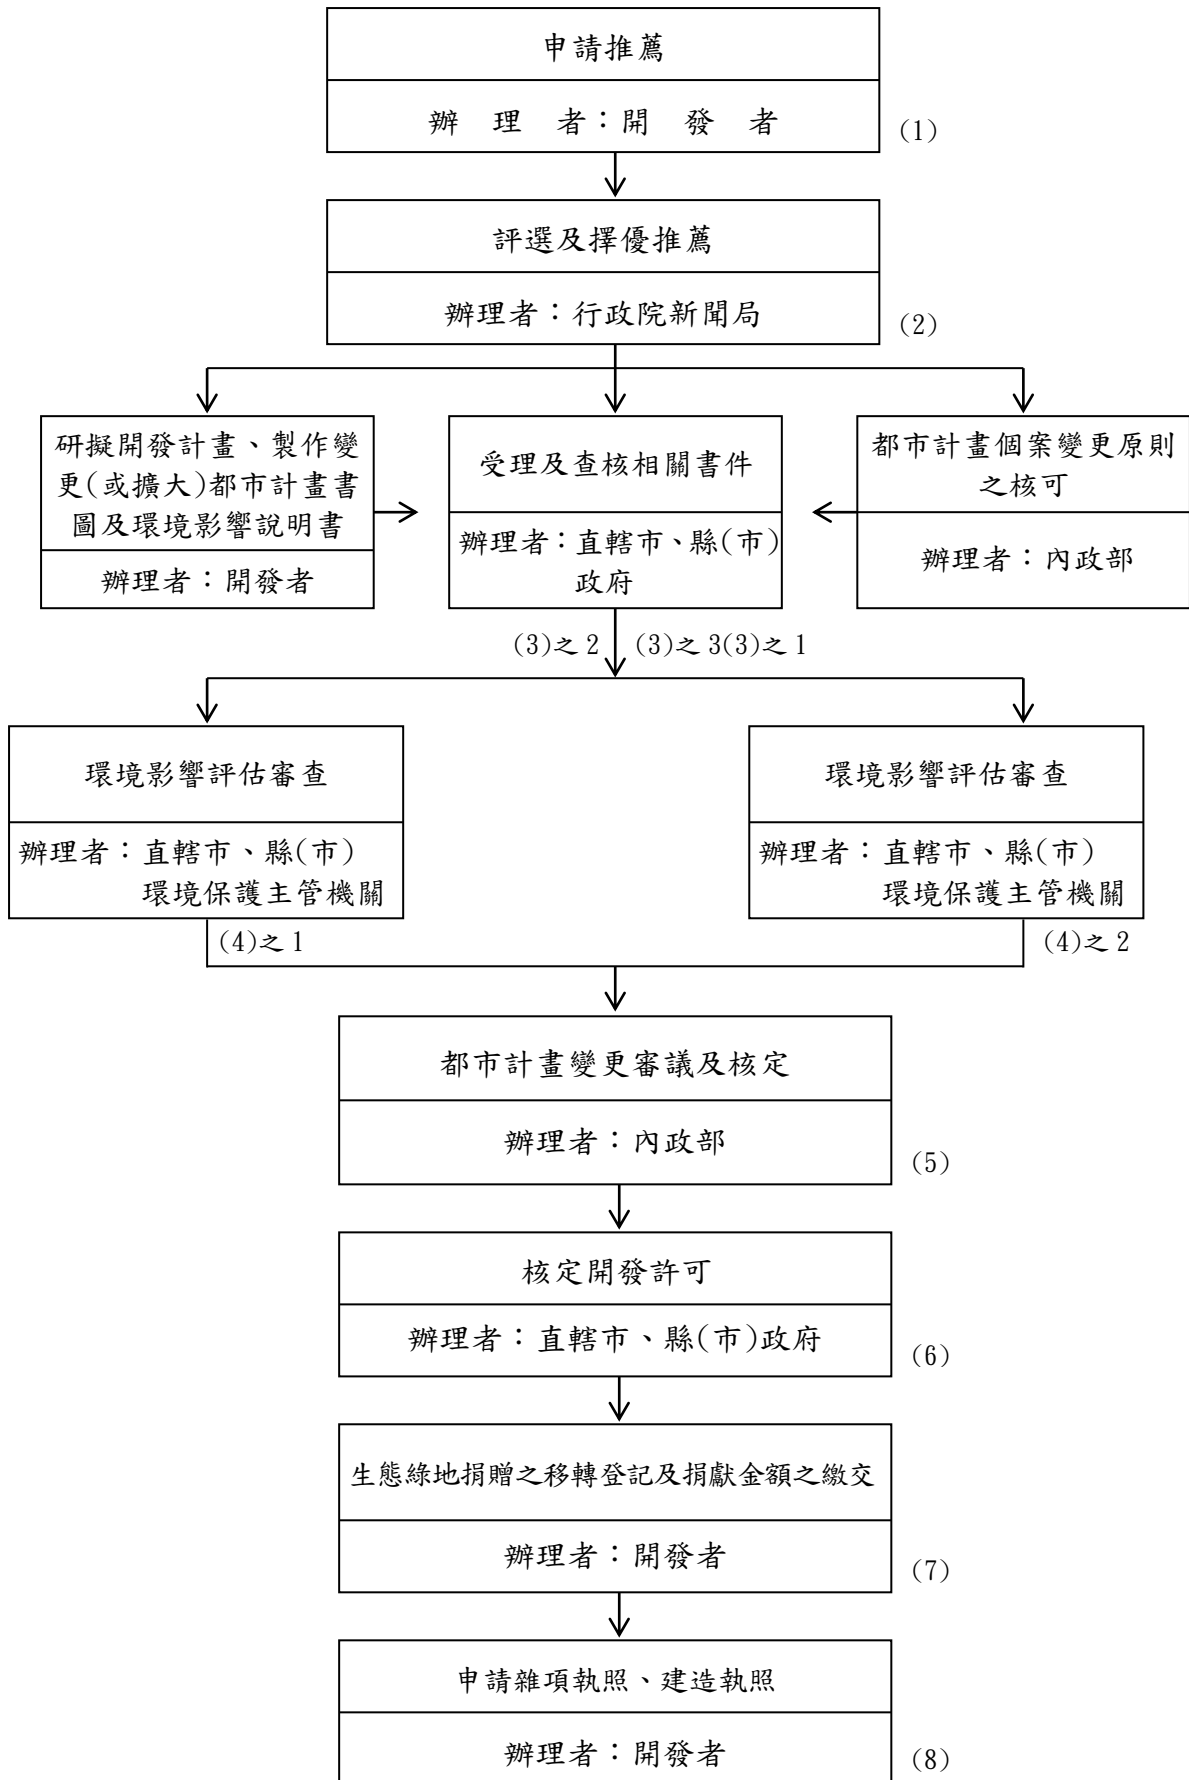 申請推薦
辦理者：開發者
(1)
評選及擇優推薦
辦理者：行政院新聞局
(2)
研擬開發計畫、製作變
更(或擴大)都市計畫書
圖及環境影響說明書
辦理者：開發者
受理及查核相關書件
辦理者：直轄市、縣(市)
政府
都市計畫個案變更原則
之核可
辦理者：內政部
(3)之 2 (3)之 3(3)之 1
環境影響評估審查
辦理者：直轄市、縣(市)
環境保護主管機關
(4)之 1
環境影響評估審查
辦理者：直轄市、縣(市)
環境保護主管機關
(4)之 2
都市計畫變更審議及核定
辦理者：內政部
(5)
核定開發許可
辦理者：直轄市、縣(市)政府
(6)
生態綠地捐贈之移轉登記及捐獻金額之繳交
辦理者：開發者
(7)
申請雜項執照、建造執照
辦理者：開發者
(8)